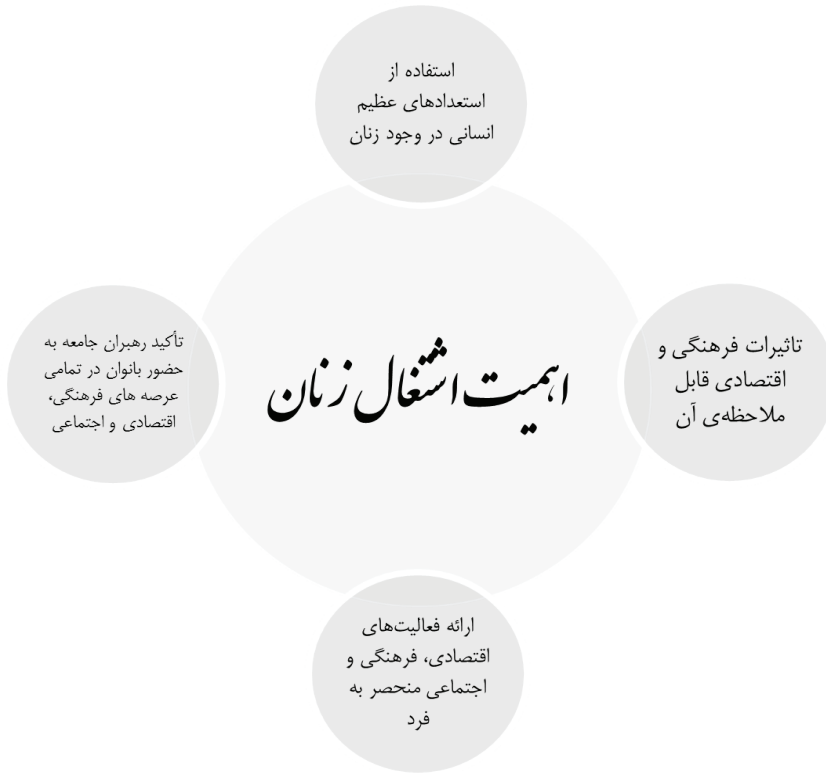 استفاده از
استعدادهای عظیم
انسانی در وجود زنان
تاثیرات فرهنگی و
اقتصادی قابل
ملاحظه‌ی آن
اهمیت اشتغال زنان
تأکید رهبران جامعه به
حضور بانوان در تمامی
عرصه های فرهنگی،
اقتصادی و اجتماعی
ارائه فعالیت‌های
اقتصادی، فرهنگی و
اجتماعی منحصر به
فرد